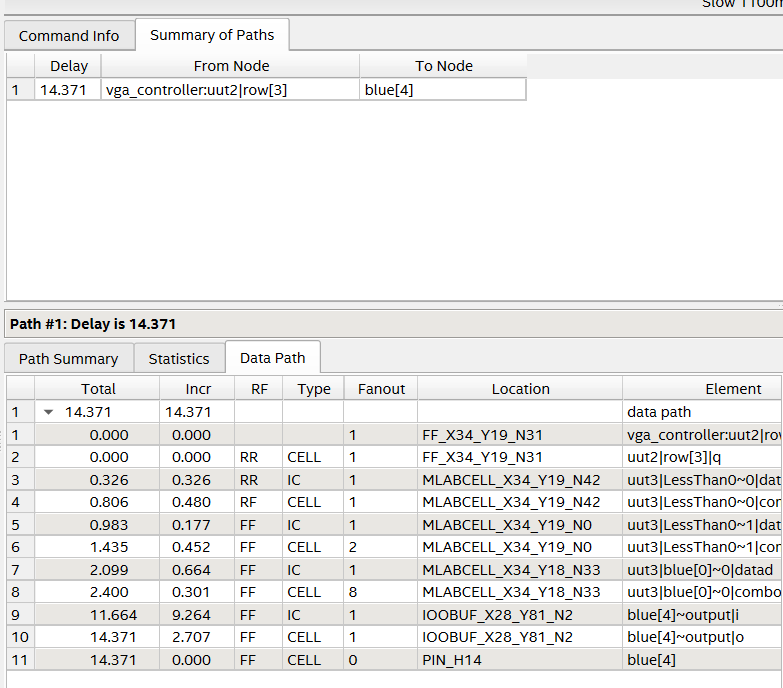 Slow 1100m
Command Info Summary of Paths
Delay From Node To Node
1 14.371 vga_controller:uut2|row[3] blue[4]
Path #1: Delay is 14.371
Path Summary Statistics Data Path
Total Incr RF Type Fanout Location Element
1 14.371 14.371 data path
1 0.000 0.000 1 FF_X34_Y19_N31 vga_controller:uut2|rov
2 0.000 0.000 RR CELL 1 FF_X34_Y19_N31 uut2|row[3]|q
3 0.326 0.326 RR IC 1 MLABCELL_X34_Y19_N42 uut3|LessThan0~0|dat
4 0.806 0.480 RF CELL 1 MLABCELL_X34_Y19_N42 uut3|LessThan0~0|con
5 0.983 0.177 FF IC 1 MLABCELL_X34_Y19_N0 uut3|LessThan0~1|dat
6 1.435 0.452 FF CELL 2 MLABCELL_X34_Y19_N0 uut3|LessThan0~1|con
7 2.099 0.664 FF IC 1 MLABCELL_X34_Y18_N33 uut3|blue[0]~0|datad
8 2.400 0.301 FF CELL 8 MLABCELL_X34_Y18_N33 uut3|blue[0]~0|combo
9 11.664 9.264 FF IC 1 IOOBUF_X28_Y81_N2 blue[4]~output|i
10 14.371 2.707 FF CELL 1 IOOBUF_X28_Y81_N2 blue[4]~output|o
11 14.371 0.000 FF CELL 0 PIN_H14 blue[4]